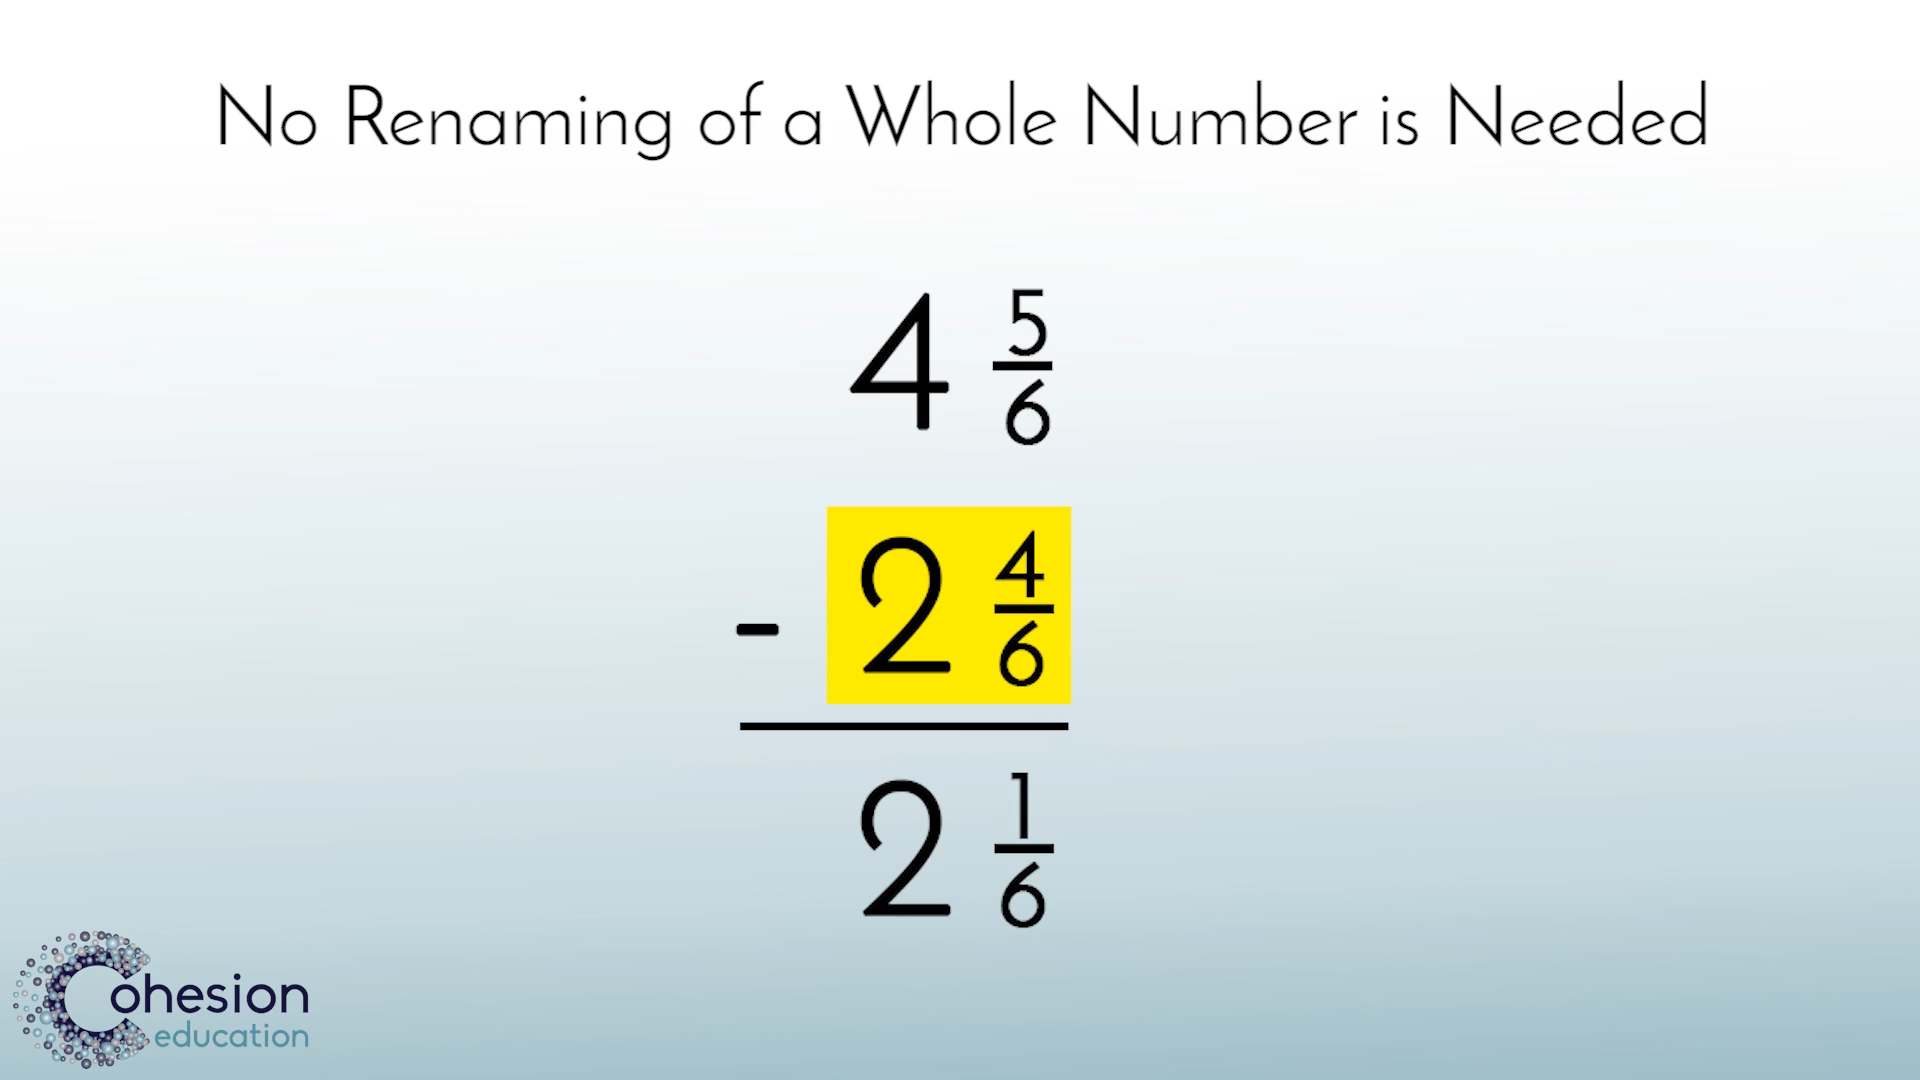 No Renaming of a Whole Number is Needed
4 5/6
- 2 4/6
2 1/6
Cohesion
education